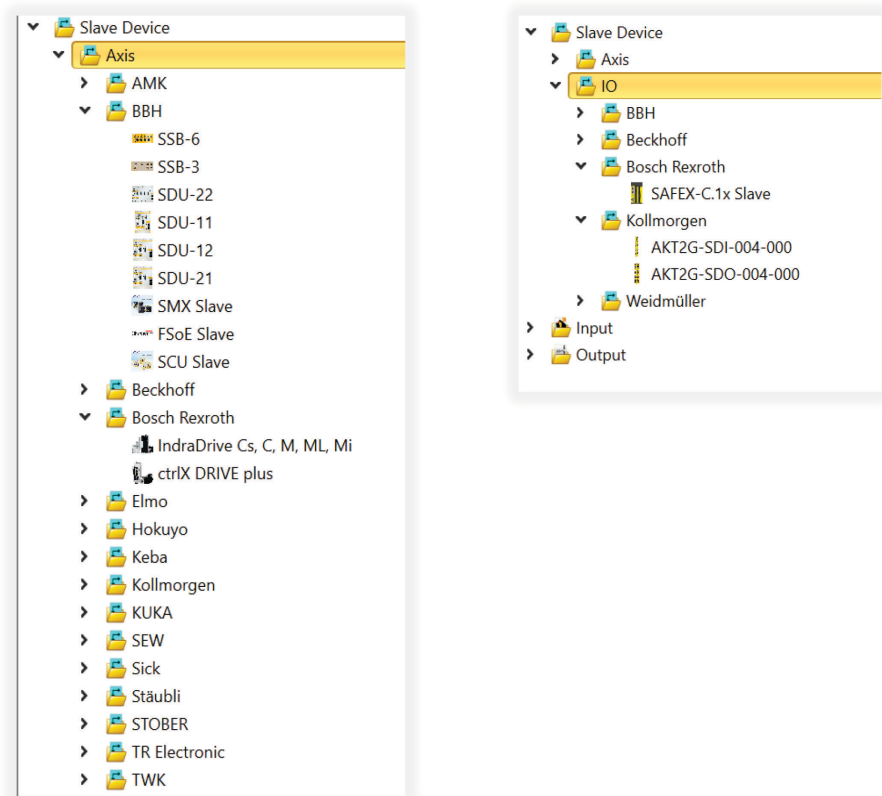 Slave Device
Axis
AMK
BBH
SSB-6
SSB-3
SDU-22
SDU-11
SDU-12
SDU-21
SMX Slave
FSoE Slave
SCU Slave
Beckhoff
Bosch Rexroth
IndraDrive Cs, C, M, ML, Mi
ctrlX DRIVE plus
Elmo
Hokuyo
Keba
Kollmorgen
KUKA
SEW
Sick
Stäubli
STOBER
TR Electronic
TWK
Slave Device
Axis
IO
BBH
Beckhoff
Bosch Rexroth
SAFEX-C.1x Slave
Kollmorgen
AKT2G-SDI-004-000
AKT2G-SDO-004-000
Weidmüller
Input
Output